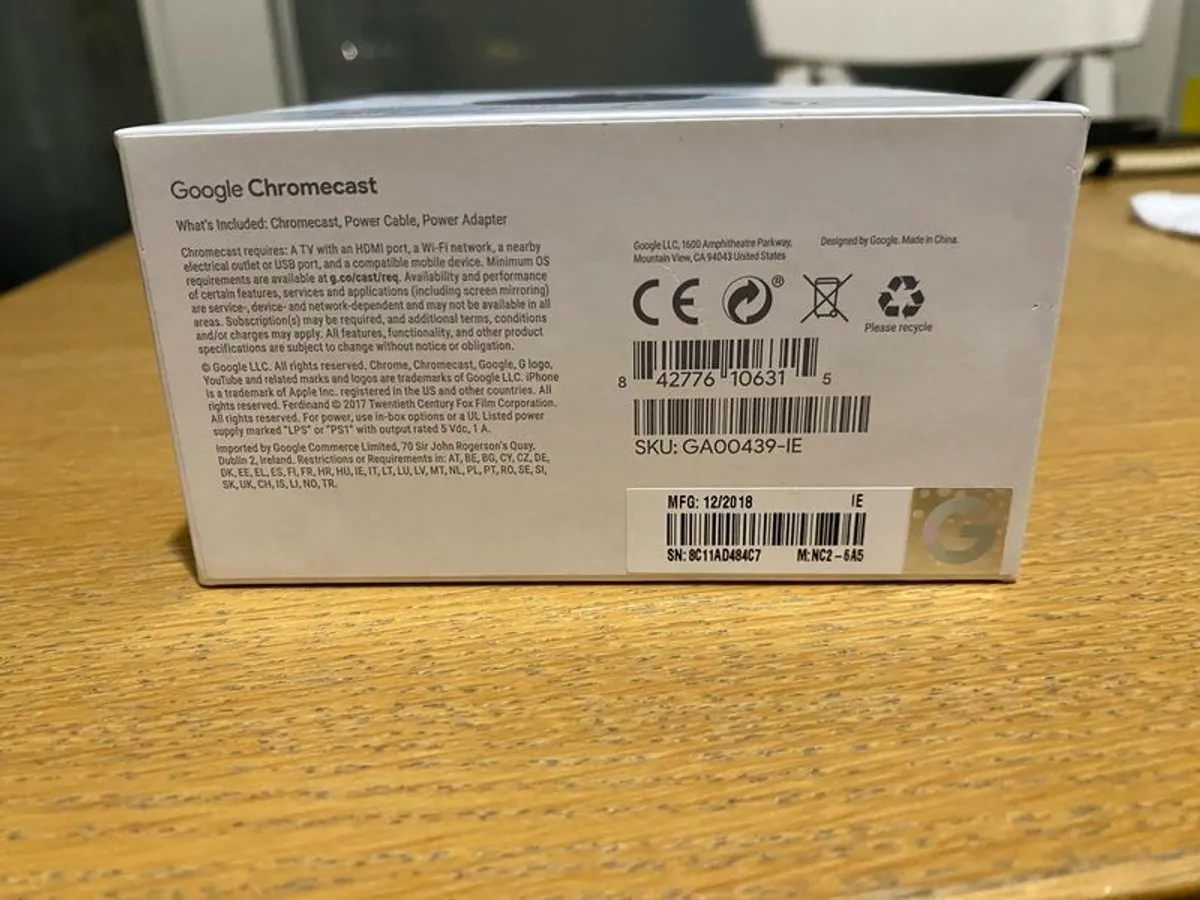 Google Chromecast
What's Included: Chromecast, Power Cable, Power Adapter
Chromecast requires: A TV with an HDMI port, a Wi-Fi network, a nearby
electrical outlet or USB port, and a compatible mobile device. Minimum OS
requirements are available at g.co/cast/req. Availability and performance
of certain features, services and applications (including screen mirroring)
are service-, device- and network-dependent and may not be available in all
areas. Subscription(s) may be required, and additional terms, conditions
and/or charges may apply. All features, functionality, and other product
specifications are subject to change without notice or obligation.
© Google LLC. All rights reserved. Chrome, Chromecast, Google, G logo,
YouTube and related marks and logos are trademarks of Google LLC. iPhone
is a trademark of Apple Inc. registered in the US and other countries. All
rights reserved. Ferdinand © 2017 Twentieth Century Fox Film Corporation.
All rights reserved. For power, use in-box options or a UL Listed power
supply marked "LPS" or "PS1" with output rated 5 Vdc, 1 A.
Imported by Google Commerce Limited, 70 Sir John Rogerson's Quay,
Dublin 2, Ireland. Restrictions or Requirements in: AT, BE, BG, CY, CZ, DE,
DK, EE, EL, ES, FI, FR, HR, HU, IE, IT, LT, LU, LV, MT, NL, PL, PT, RO, SE, SI,
SK, UK, CH, IS, LI, NO, TR.
Google LLC, 1600 Amphitheatre Parkway,
Mountain View, CA 94043 United States
Designed by Google. Made in China.
CE ®
Please recycle
8 42776 10631 5
SKU: GA00439-IE
MFG: 12/2018 IE
SN: 8C11AD484C7 M:NC2-6A5
G